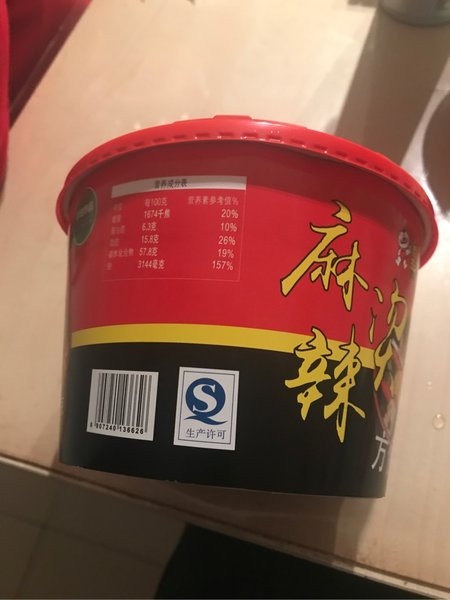 营养成分表
项目 每100克 营养素参考值%
能量 1674千焦 20%
蛋白质 6.3克 10%
脂肪 15.8克 26%
碳水化合物 57.8克 19%
钠 3144毫克 157%
麻辣
方
生产许可
6 907240 136626